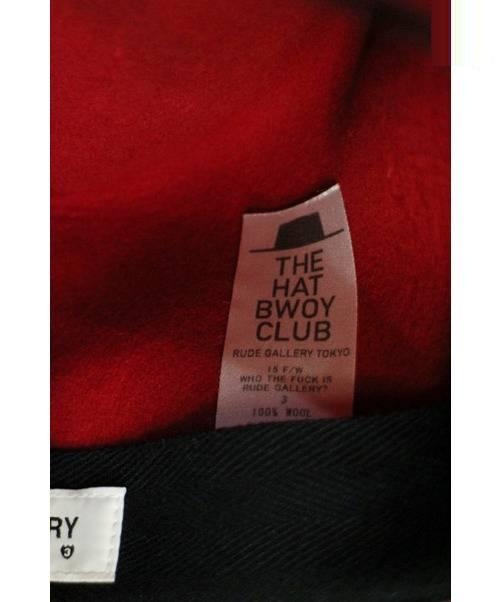 THE
HAT
BWOY
CLUB
RUDE GALLERY TOKYO
15 F/W
WHO THE FUCK IS
RUDE GALLERY?
3
100% WOOL
RY